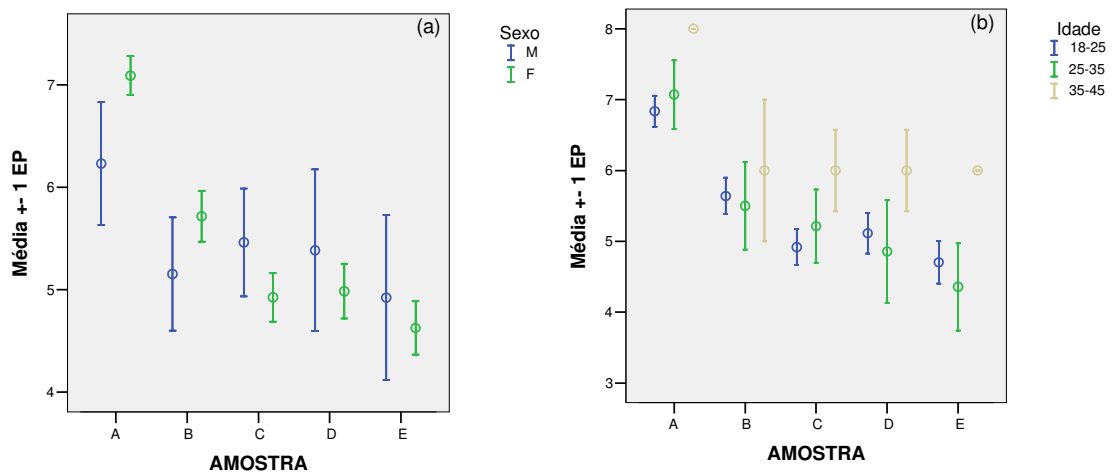 (a)
Sexo
M
F
7
6
5
4
Média +- 1 EP
A B C D E
AMOSTRA
(b)
Idade
18-25
25-35
35-45
8
7
6
5
4
3
Média +- 1 EP
A B C D E
AMOSTRA